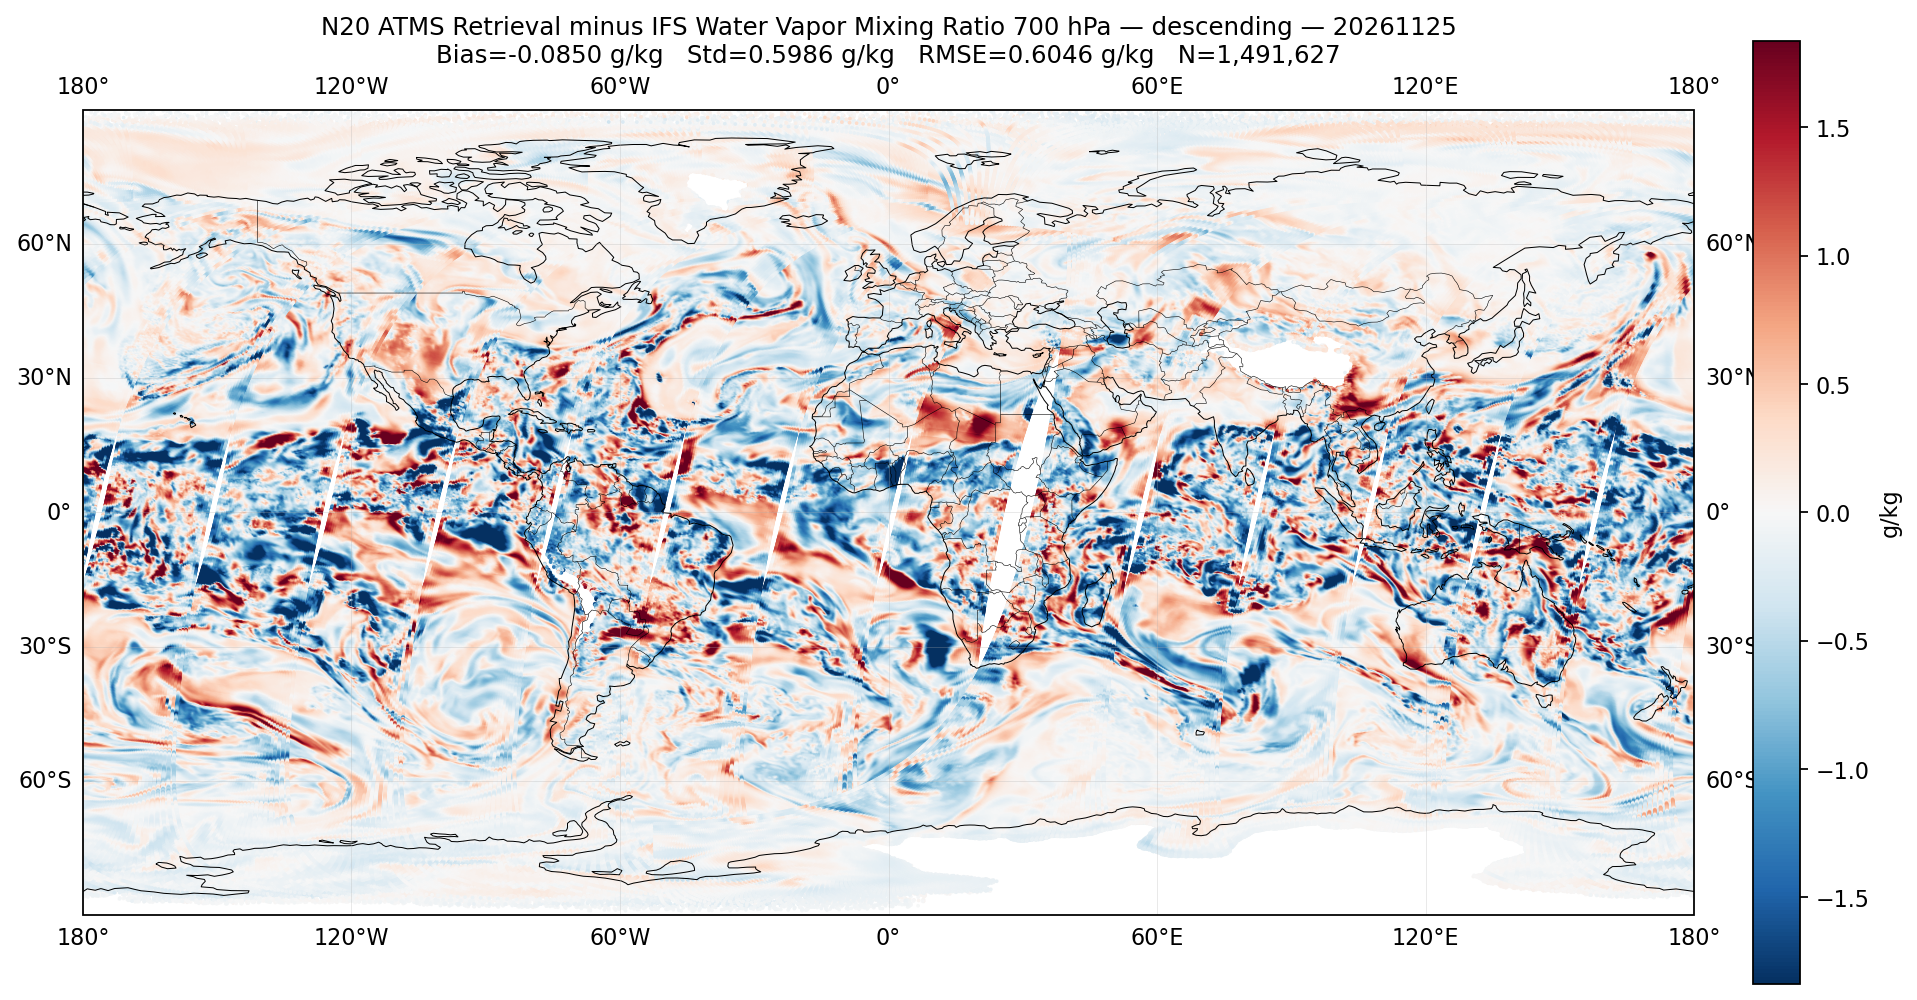 N20 ATMS Retrieval minus IFS Water Vapor Mixing Ratio 700 hPa — descending — 20261125
Bias=-0.0850 g/kg   Std=0.5986 g/kg   RMSE=0.6046 g/kg   N=1,491,627
180° 120°W 60°W 0° 60°E 120°E 180°
60°N 60°N
30°N 30°N
0° 0°
30°S 30°S
60°S 60°S
180° 120°W 60°W 0° 60°E 120°E 180°
1.5
1.0
0.5
0.0
−0.5
−1.0
−1.5
g/kg